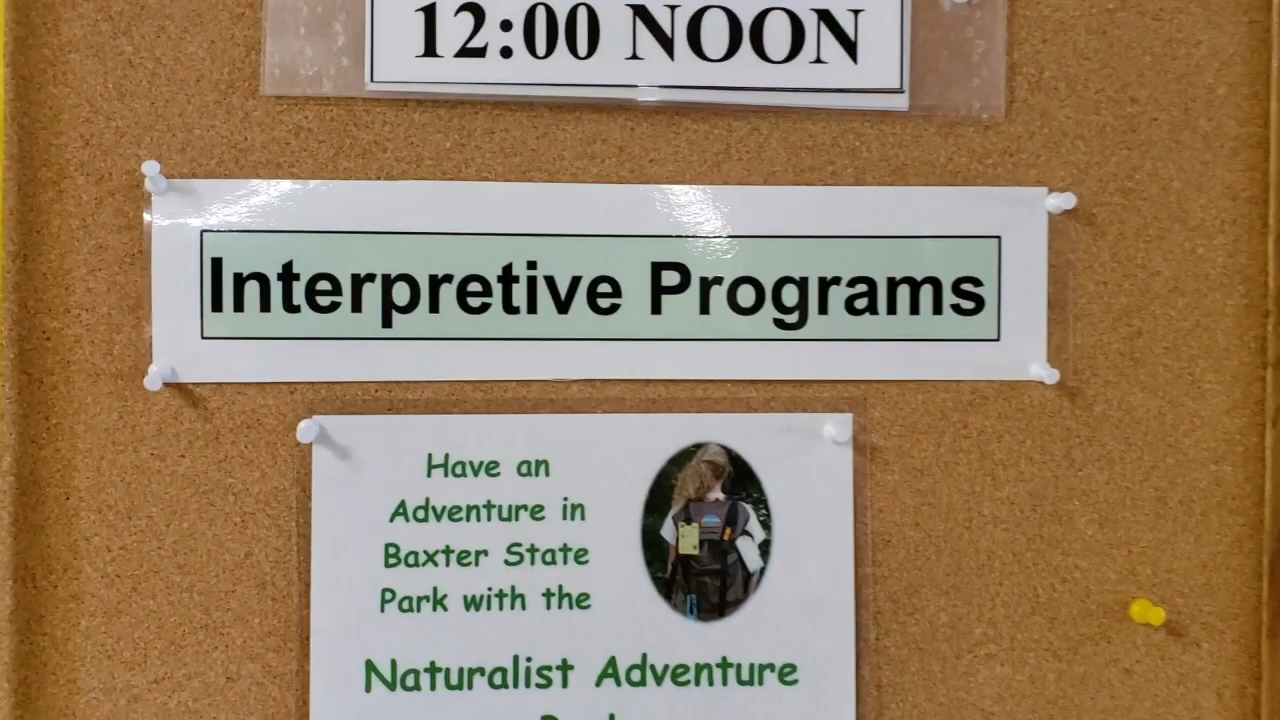 12:00 NOON
Interpretive Programs
Have an
Adventure in
Baxter State
Park with the
Naturalist Adventure